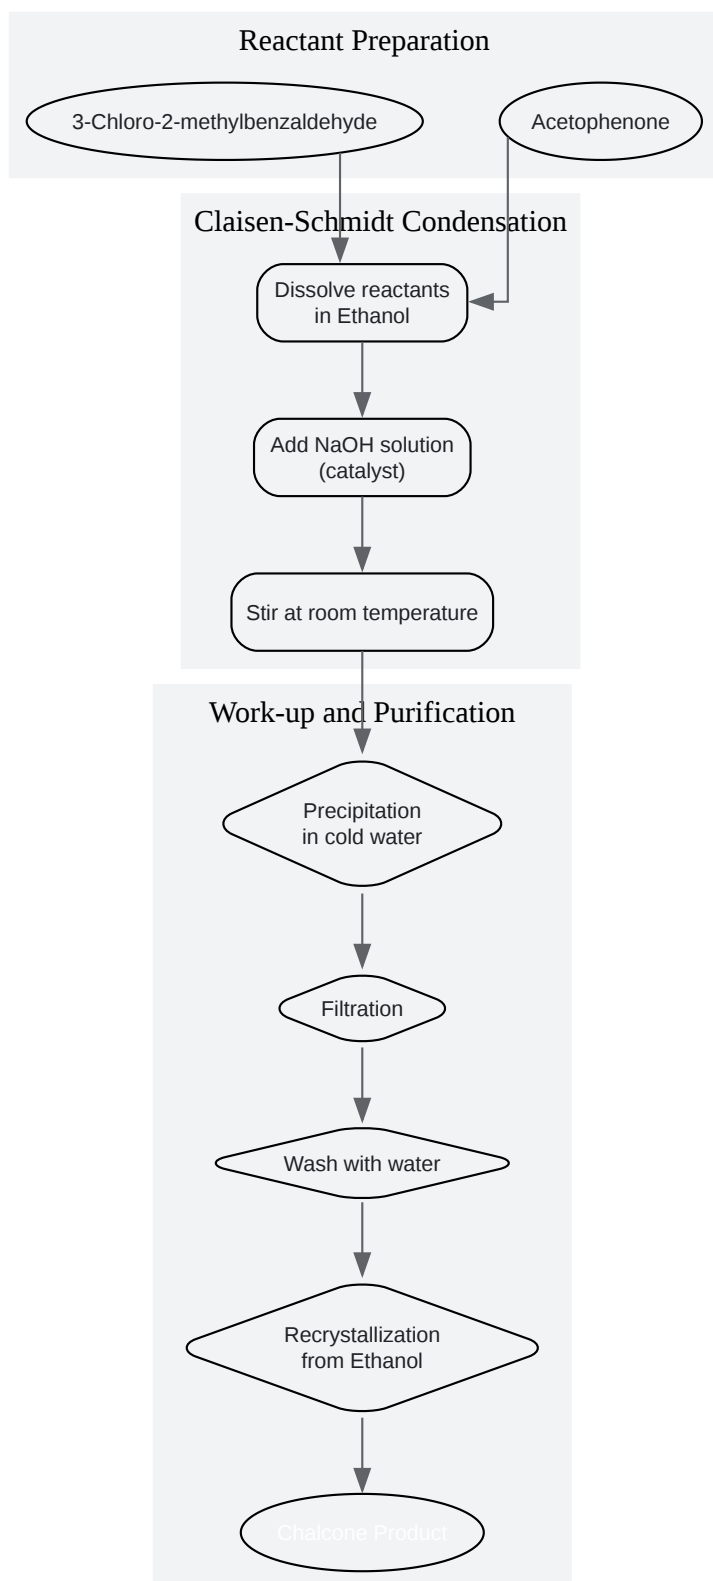 Reactant Preparation
3-Chloro-2-methylbenzaldehyde
Acetophenone
Claisen-Schmidt Condensation
Dissolve reactants
in Ethanol
Add NaOH solution
(catalyst)
Stir at room temperature
Work-up and Purification
Precipitation
in cold water
Filtration
Wash with water
Recrystallization
from Ethanol
Chalcone Product